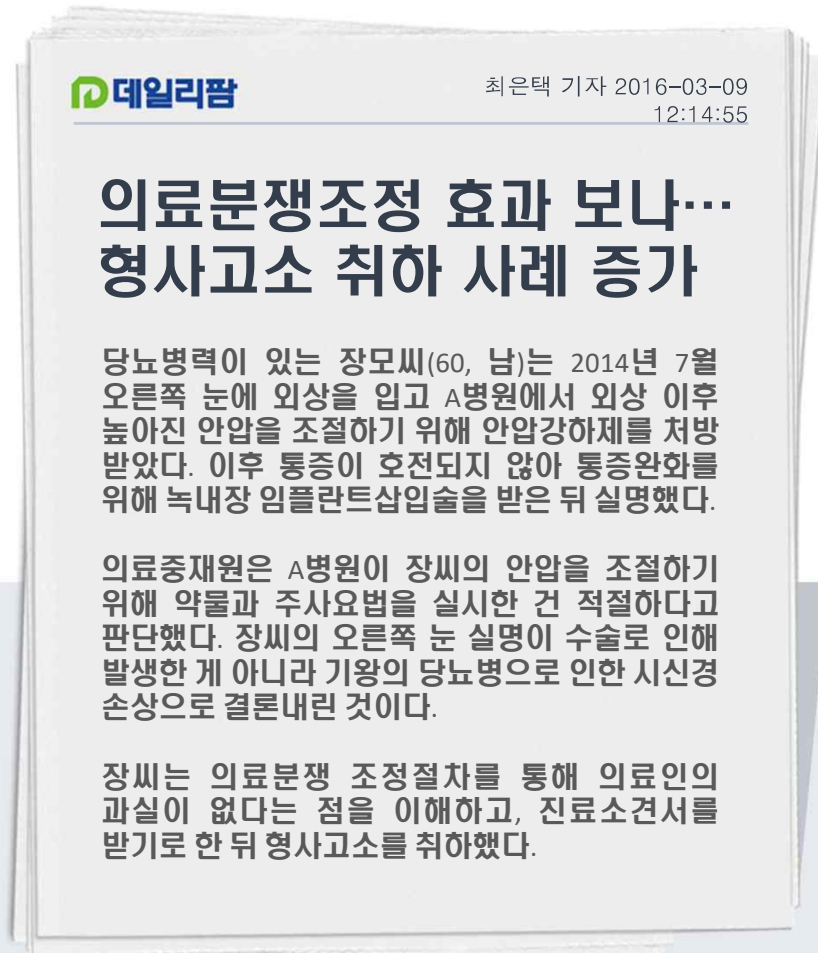 데일리팜
최은택 기자 2016-03-09
12:14:55
의료분쟁조정 효과 보나…
형사고소 취하 사례 증가
당뇨병력이 있는 장모씨(60, 남)는 2014년 7월
오른쪽 눈에 외상을 입고 A병원에서 외상 이후
높아진 안압을 조절하기 위해 안압강하제를 처방
받았다. 이후 통증이 호전되지 않아 통증완화를
위해 녹내장 임플란트삽입술을 받은 뒤 실명했다.
의료중재원은 A병원이 장씨의 안압을 조절하기
위해 약물과 주사요법을 실시한 건 적절하다고
판단했다. 장씨의 오른쪽 눈 실명이 수술로 인해
발생한 게 아니라 기왕의 당뇨병으로 인한 시신경
손상으로 결론내린 것이다.
장씨는 의료분쟁 조정절차를 통해 의료인의
과실이 없다는 점을 이해하고, 진료소견서를
받기로 한 뒤 형사고소를 취하했다.